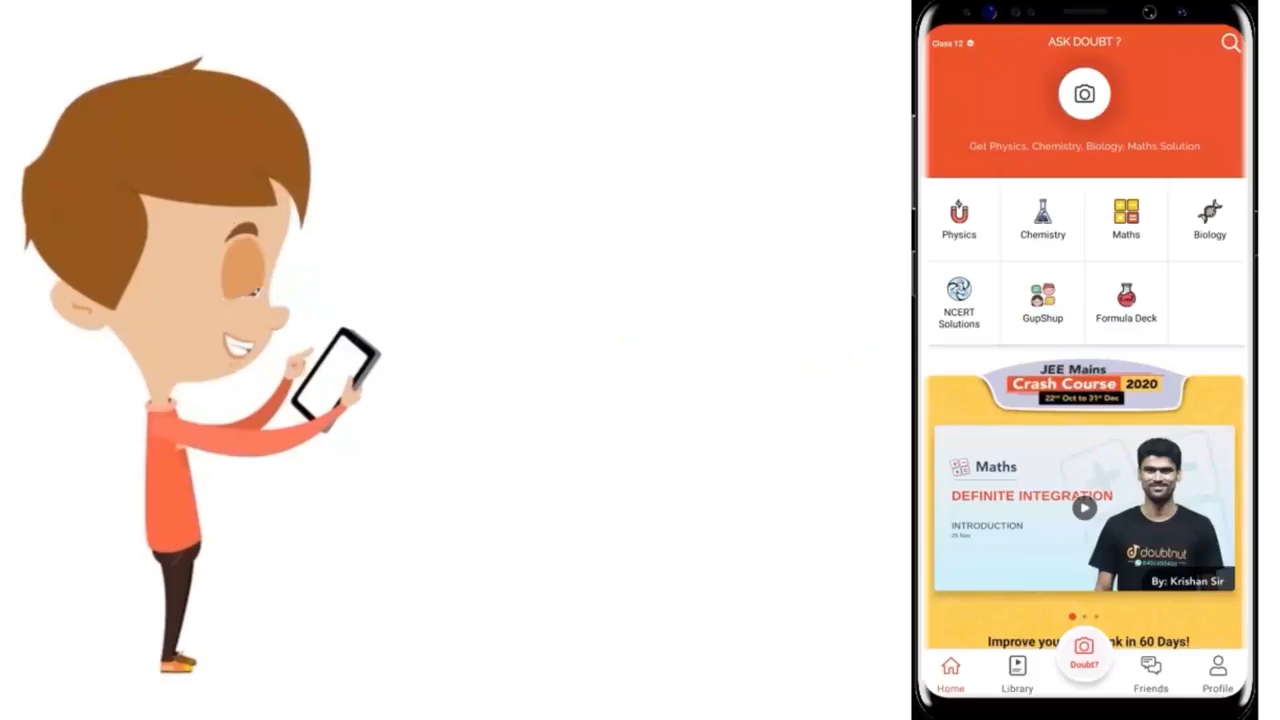 Class 12
ASK DOUBT ?
Get Physics, Chemistry, Biology, Maths Solution
Physics
Chemistry
Maths
Biology
NCERT
Solutions
GupShup
Formula Deck
JEE Mains
Crash Course 2020
22nd Oct to 31st Dec
Maths
DEFINITE INTEGRATION
INTRODUCTION
doubtnut
By: Krishan Sir
Improve you nk in 60 Days!
Doubt?
Home
Library
Friends
Profile